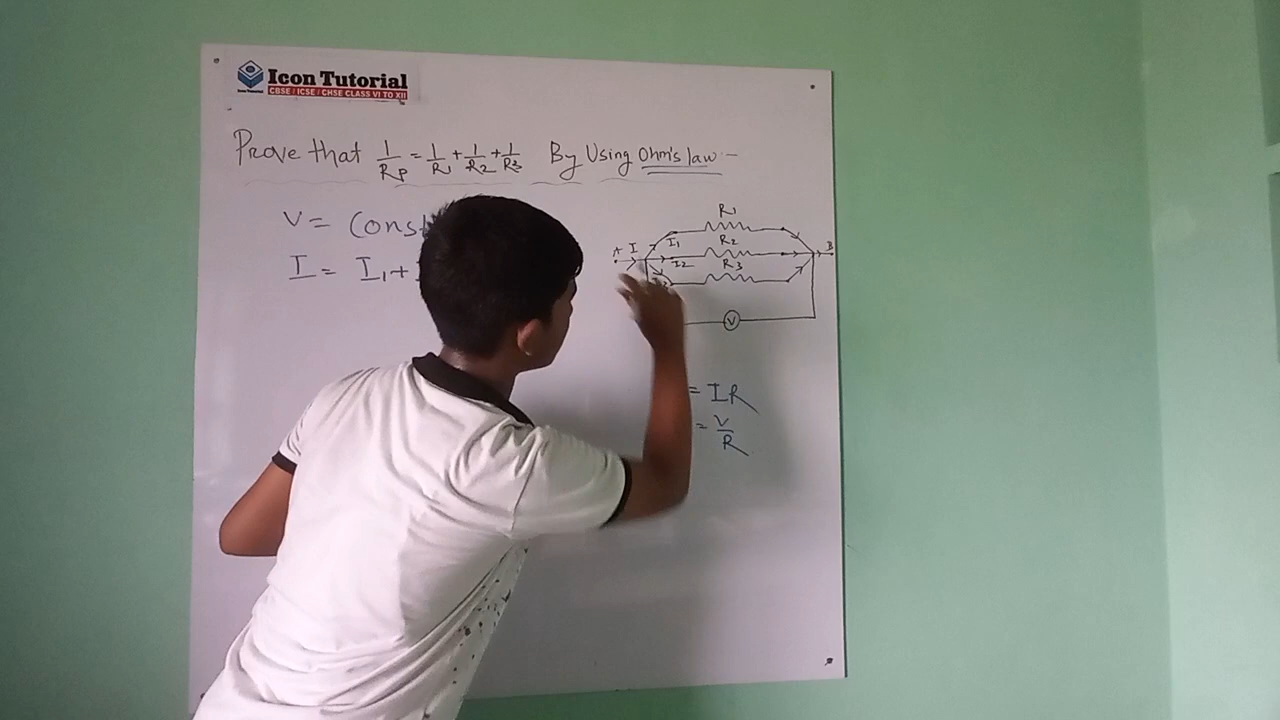 Icon Tutorial
CBSE / ICSE / CHSE CLASS VI TO XII
Prove that 1/RP = 1/R1 + 1/R2 + 1/R3 By Using Ohm's law :-
V = Const
I = I1 +
R1
A I I1 R2 B
I2 R3
V
= IR
= V/R